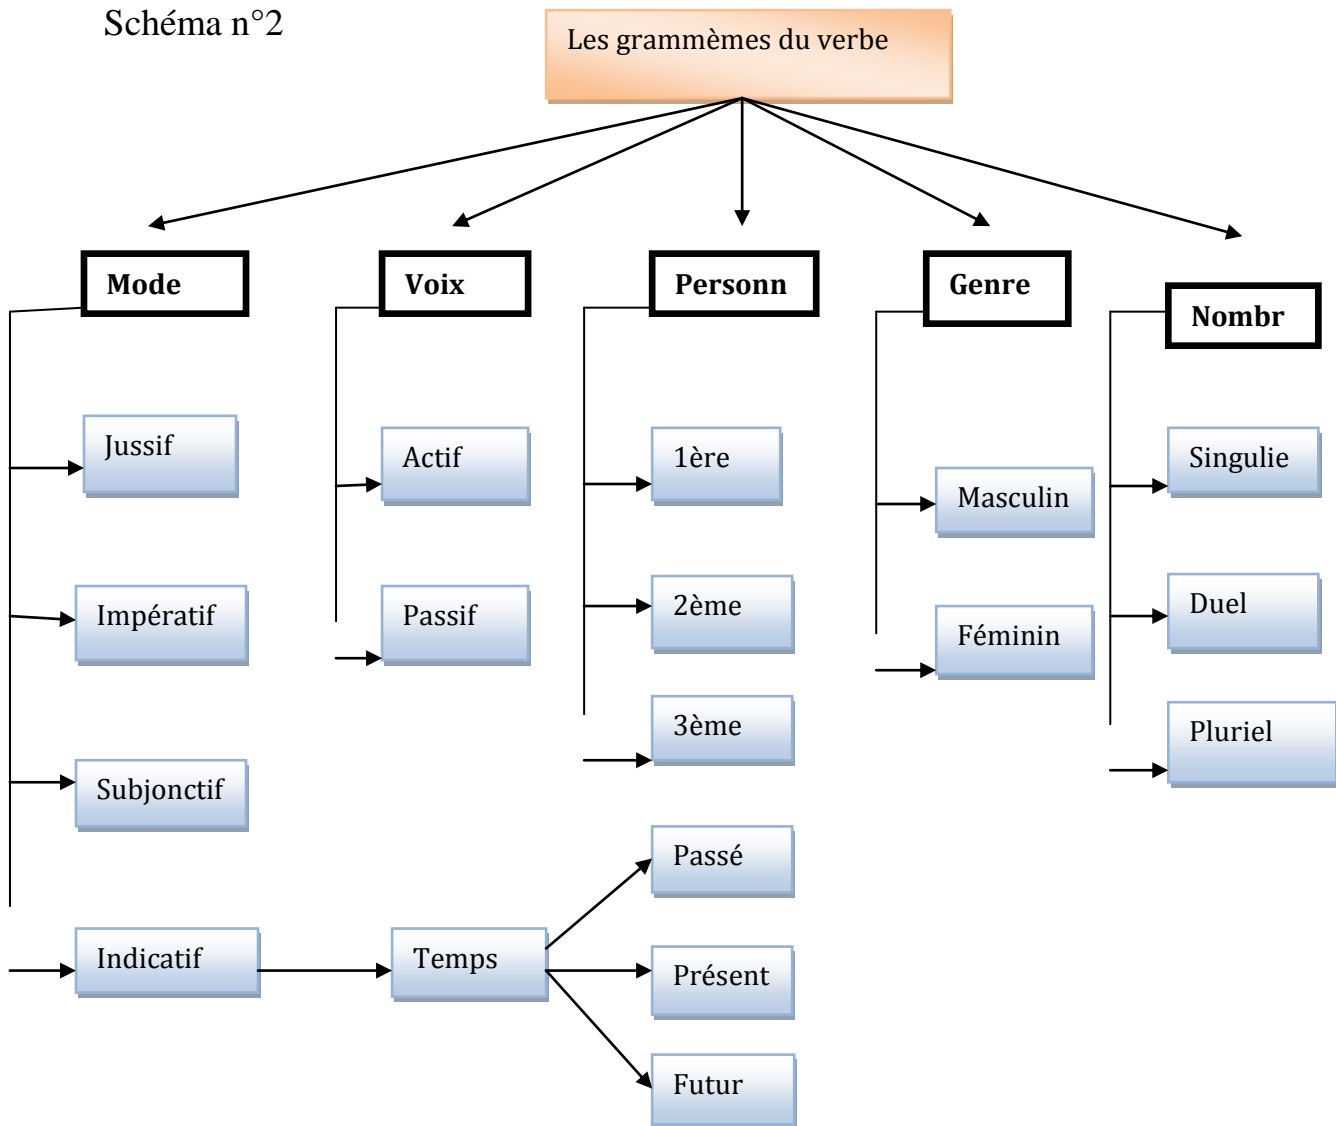 Schéma n°2
Les grammèmes du verbe
Mode
Voix
Personn
Genre
Nombr
Jussif
Actif
1ère
Masculin
Singulie
Impératif
Passif
2ème
Féminin
Duel
Subjonctif
3ème
Pluriel
Indicatif
Temps
Passé
Présent
Futur